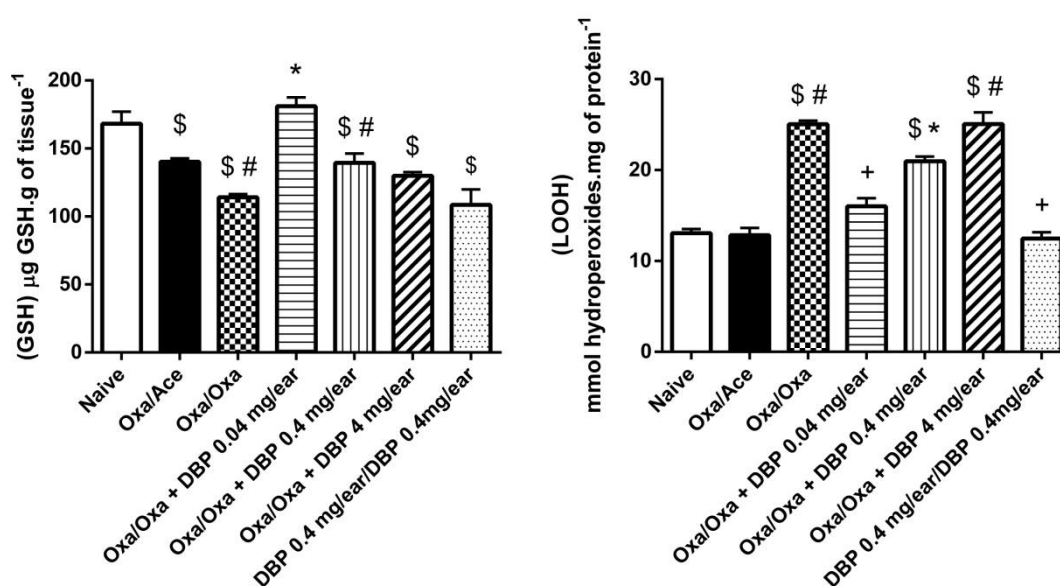 (GSH) µg GSH.g of tissue⁻¹
200
150
100
50
0
*
$
$ #
$ #
$
$
Naive
Oxa/Ace
Oxa/Oxa
Oxa/Oxa + DBP 0.04 mg/ear
Oxa/Oxa + DBP 0.4 mg/ear
Oxa/Oxa + DBP 4 mg/ear
DBP 0.4 mg/ear/DBP 0.4mg/ear
(LOOH)
mmol hydroperoxides.mg of protein⁻¹
30
20
10
0
$ #
+
$ *
$ #
+
Naive
Oxa/Ace
Oxa/Oxa
Oxa/Oxa + DBP 0.04 mg/ear
Oxa/Oxa + DBP 0.4 mg/ear
Oxa/Oxa + DBP 4 mg/ear
DBP 0.4 mg/ear/DBP 0.4mg/ear